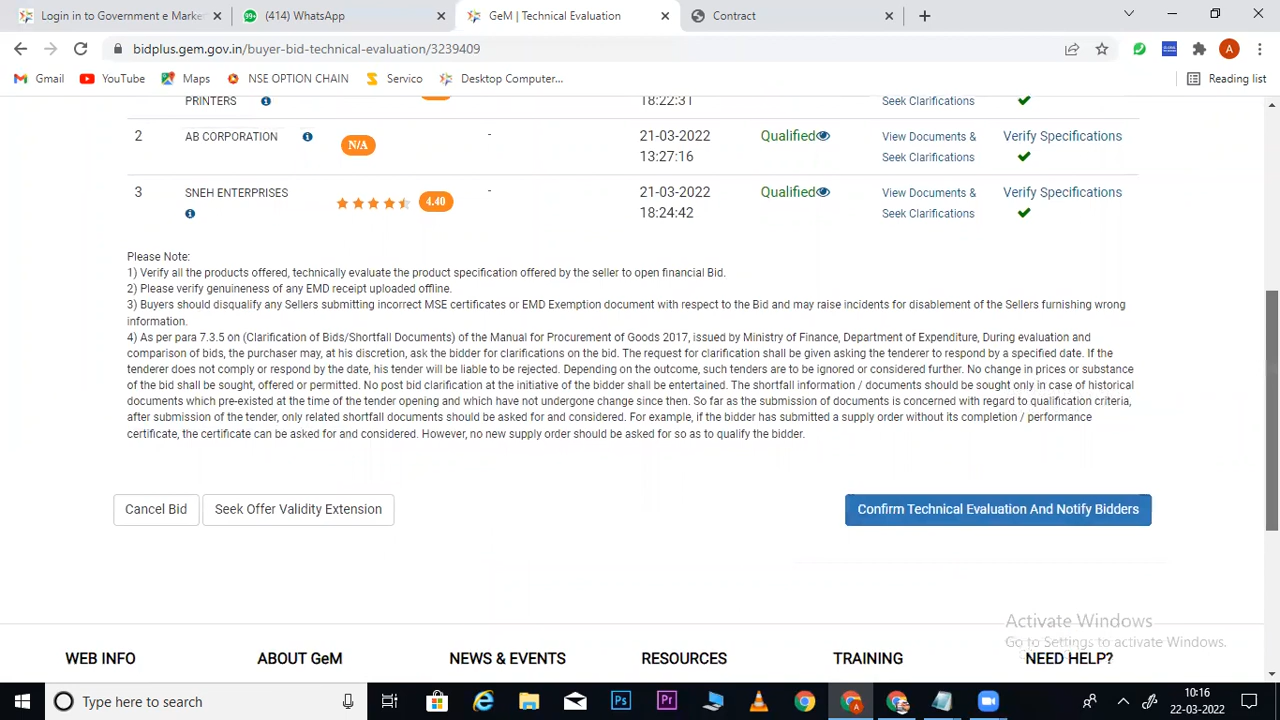 Login in to Government e Marke
(414) WhatsApp
GeM | Technical Evaluation
Contract
bidplus.gem.gov.in/buyer-bid-technical-evaluation/3239409
A
Gmail
YouTube
Maps
NSE OPTION CHAIN
Servico
Desktop Computer...
Reading list
PRINTERS
18:22:31
Seek Clarifications
2
AB CORPORATION
N/A
-
21-03-2022
13:27:16
Qualified
View Documents &
Seek Clarifications
Verify Specifications
3
SNEH ENTERPRISES
4.40
-
21-03-2022
18:24:42
Qualified
View Documents &
Seek Clarifications
Verify Specifications
Please Note:
1) Verify all the products offered, technically evaluate the product specification offered by the seller to open financial Bid.
2) Please verify genuineness of any EMD receipt uploaded offline.
3) Buyers should disqualify any Sellers submitting incorrect MSE certificates or EMD Exemption document with respect to the Bid and may raise incidents for disablement of the Sellers furnishing wrong
information.
4) As per para 7.3.5 on (Clarification of Bids/Shortfall Documents) of the Manual for Procurement of Goods 2017, issued by Ministry of Finance, Department of Expenditure, During evaluation and
comparison of bids, the purchaser may, at his discretion, ask the bidder for clarifications on the bid. The request for clarification shall be given asking the tenderer to respond by a specified date. If the
tenderer does not comply or respond by the date, his tender will be liable to be rejected. Depending on the outcome, such tenders are to be ignored or considered further. No change in prices or substance
of the bid shall be sought, offered or permitted. No post bid clarification at the initiative of the bidder shall be entertained. The shortfall information / documents should be sought only in case of historical
documents which pre-existed at the time of the tender opening and which have not undergone change since then. So far as the submission of documents is concerned with regard to qualification criteria,
after submission of the tender, only related shortfall documents should be asked for and considered. For example, if the bidder has submitted a supply order without its completion / performance
certificate, the certificate can be asked for and considered. However, no new supply order should be asked for so as to qualify the bidder.
Cancel Bid
Seek Offer Validity Extension
Confirm Technical Evaluation And Notify Bidders
Activate Windows
Go to Settings to activate Windows.
WEB INFO
ABOUT GeM
NEWS & EVENTS
RESOURCES
TRAINING
NEED HELP?
Type here to search
Ps
Pr
10:16
22-03-2022